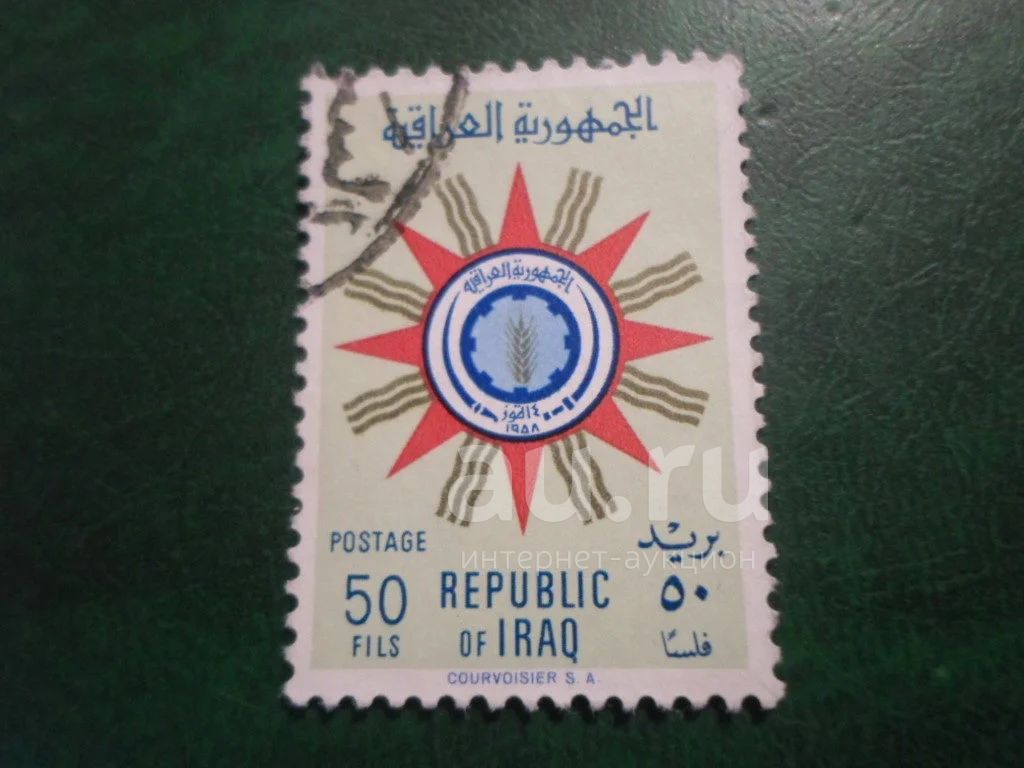 الجمهورية العراقية
الجمهورية العراقية
١٤ تموز
١٩٥٨
POSTAGE
بريد
50
REPUBLIC
٥٠
FILS
OF IRAQ
فلسًا
COURVOISIER S. A.
au.ru
интернет-аукцион